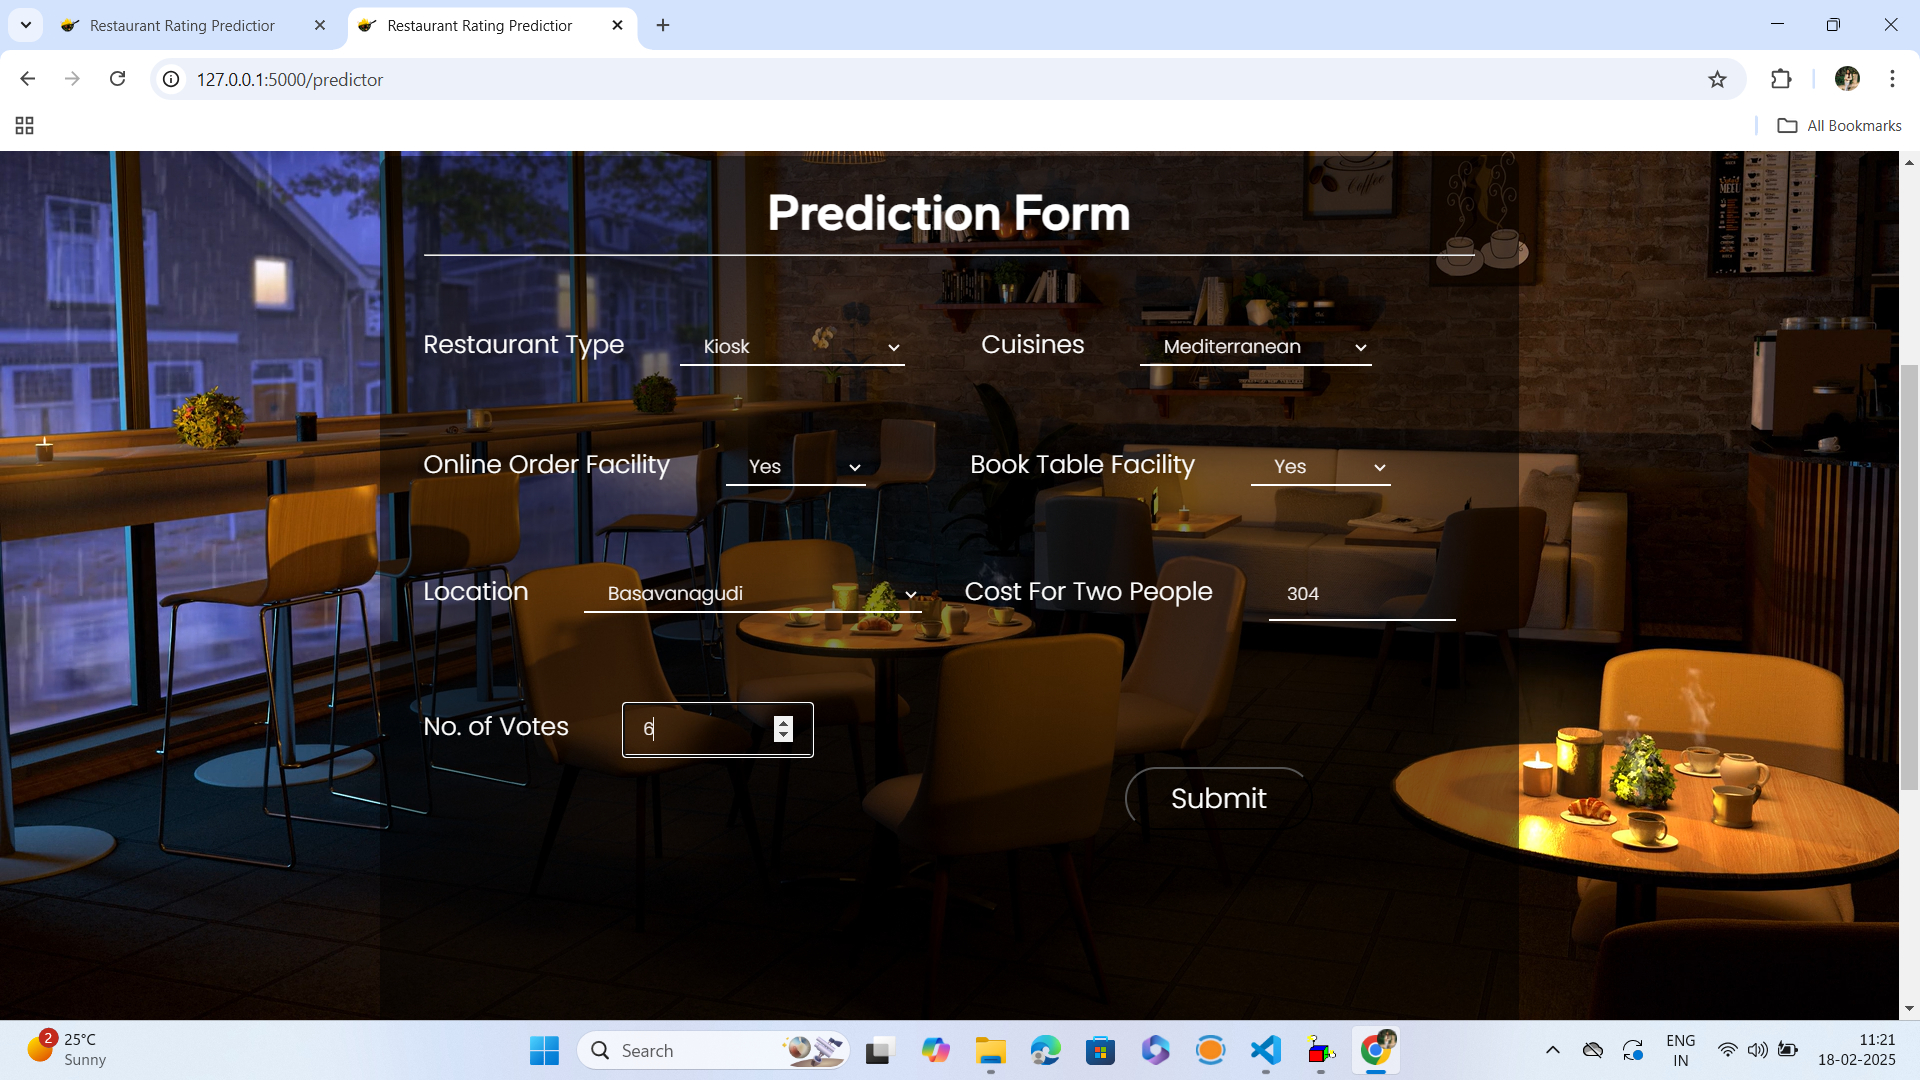 Restaurant Rating Predictior
Restaurant Rating Predictior
127.0.0.1:5000/predictor
All Bookmarks
Coffee
MENU
Prediction Form
Restaurant Type Kiosk Cuisines Mediterranean
Online Order Facility Yes Book Table Facility Yes
Location Basavanagudi Cost For Two People 304
No. of Votes 6
Submit
2 25°C
Sunny
Search
ENG
IN
11:21
18-02-2025